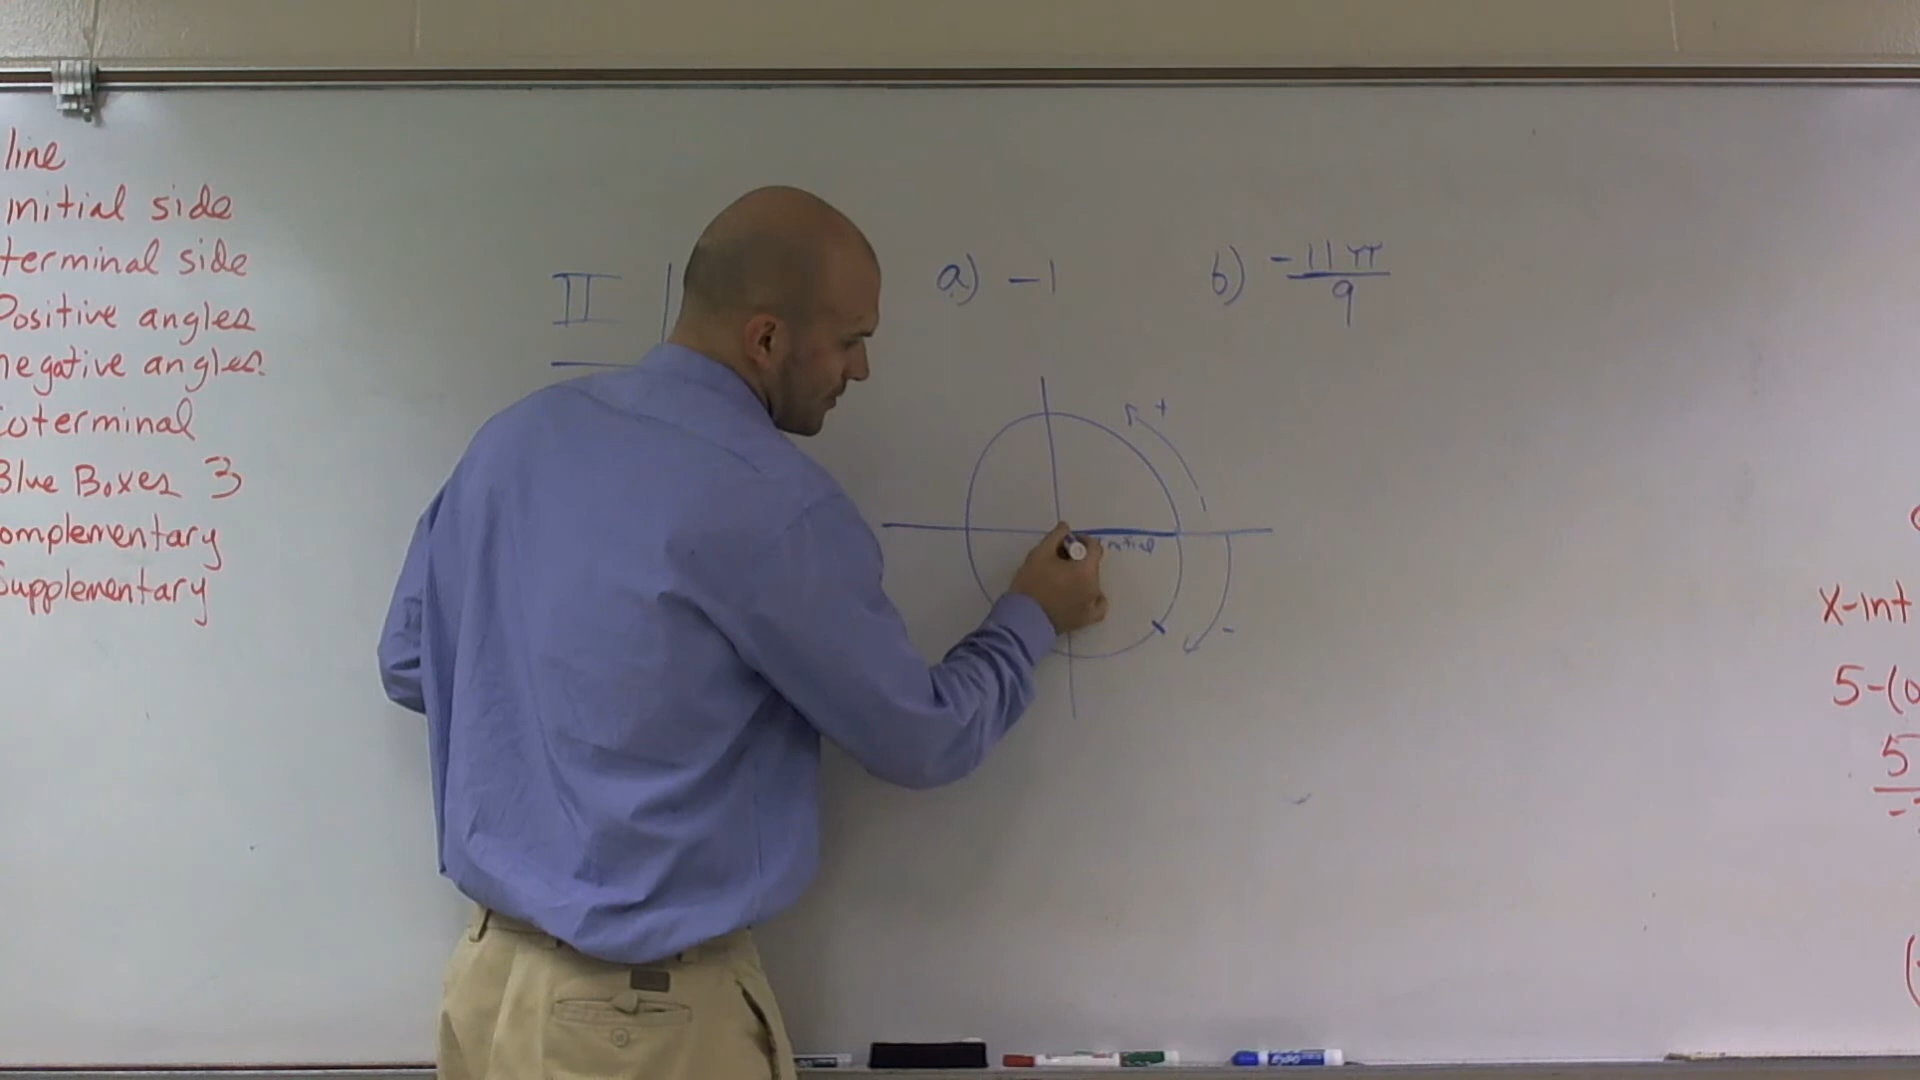 line
initial side
terminal side
Positive angles
negative angles
Coterminal
Blue Boxes 3
omplementary
Supplementary
II
a) -1
b) -11π
9
+
initial
-
X-int
5-(0
5